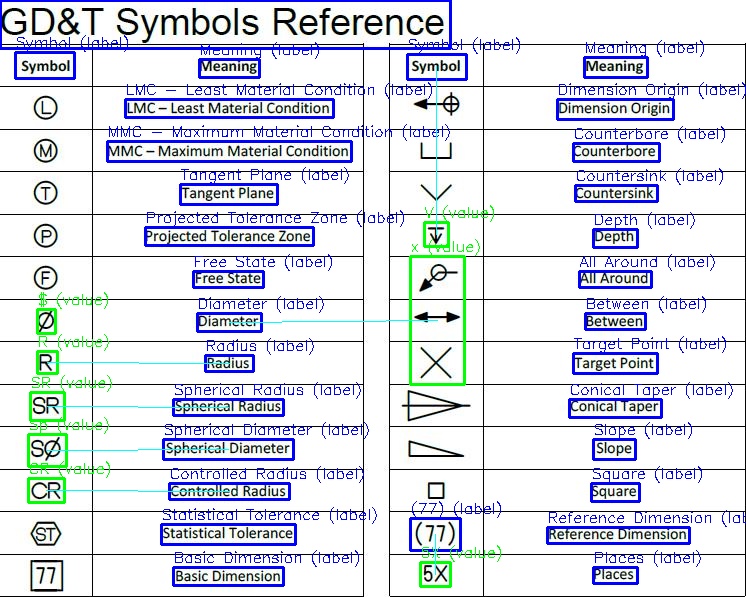 GD&T Symbols Reference
Symbol (label) Meaning (label) Symbol (label) Meaning (label)
Symbol Meaning Symbol Meaning
LMC – Least Material Condition (label) Dimension Origin (label)
L LMC – Least Material Condition Dimension Origin
MMC – Maximum Material Condition (label) Counterbore (label)
M MMC – Maximum Material Condition Counterbore
Tangent Plane (label) Countersink (label)
T Tangent Plane Countersink
Projected Tolerance Zone (label) V (value) Depth (label)
P Projected Tolerance Zone Depth
Free State (label) x (value) All Around (label)
F Free State All Around
(value) Diameter (label) Between (label)
Ø Diameter Between
R (value) Radius (label) Target Point (label)
R Radius Target Point
SR (value) Spherical Radius (label) Conical Taper (label)
SR Spherical Radius Conical Taper
(value) Spherical Diameter (label) Slope (label)
SØ Spherical Diameter Slope
(value) Controlled Radius (label) Square (label)
CR Controlled Radius Square
Statistical Tolerance (label) (77) (label) Reference Dimension (lab
ST Statistical Tolerance (77) Reference Dimension
Basic Dimension (label) 5X (value) Places (label)
77 Basic Dimension 5X Places